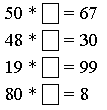 50 * □ = 67
48 * □ = 30
19 * □ = 99
80 * □ = 8